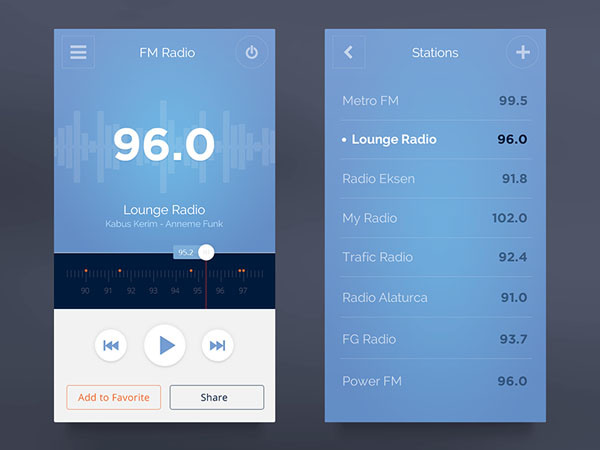 FM Radio
96.0
Lounge Radio
Kabus Kerim - Anneme Funk
95.2
90 91 92 93 94 95 96 97
Add to Favorite
Share
Stations
Metro FM 99.5
Lounge Radio 96.0
Radio Eksen 91.8
My Radio 102.0
Trafic Radio 92.4
Radio Alaturca 91.0
FG Radio 93.7
Power FM 96.0